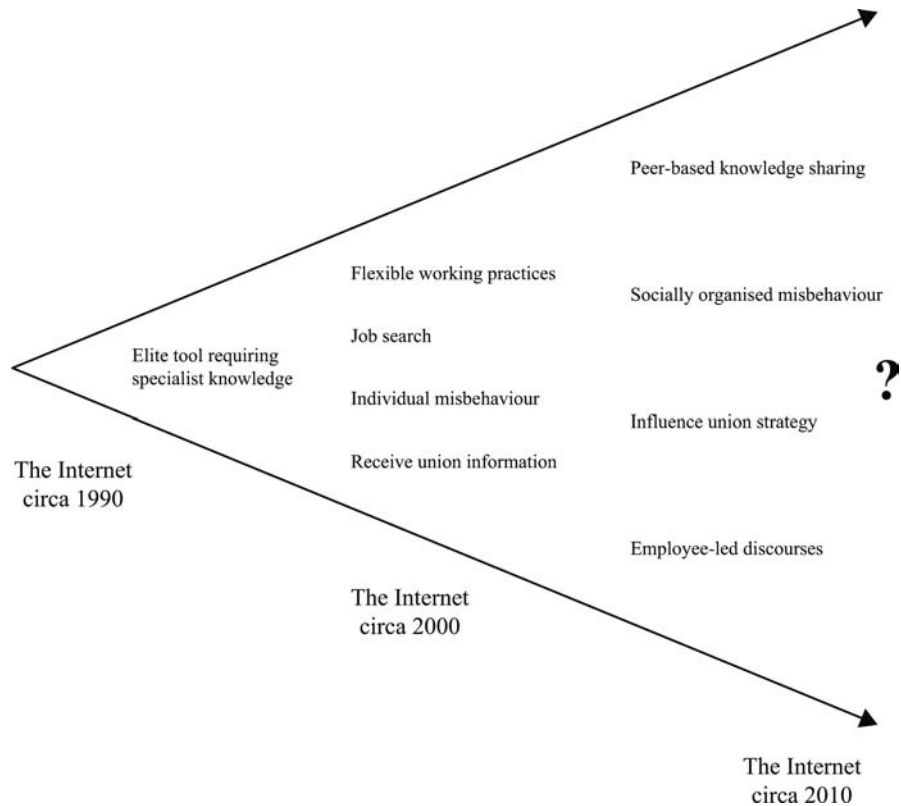 Peer-based knowledge sharing
Flexible working practices
Socially organised misbehaviour
Job search
Elite tool requiring
specialist knowledge
Individual misbehaviour
?
Influence union strategy
Receive union information
The Internet
circa 1990
Employee-led discourses
The Internet
circa 2000
The Internet
circa 2010